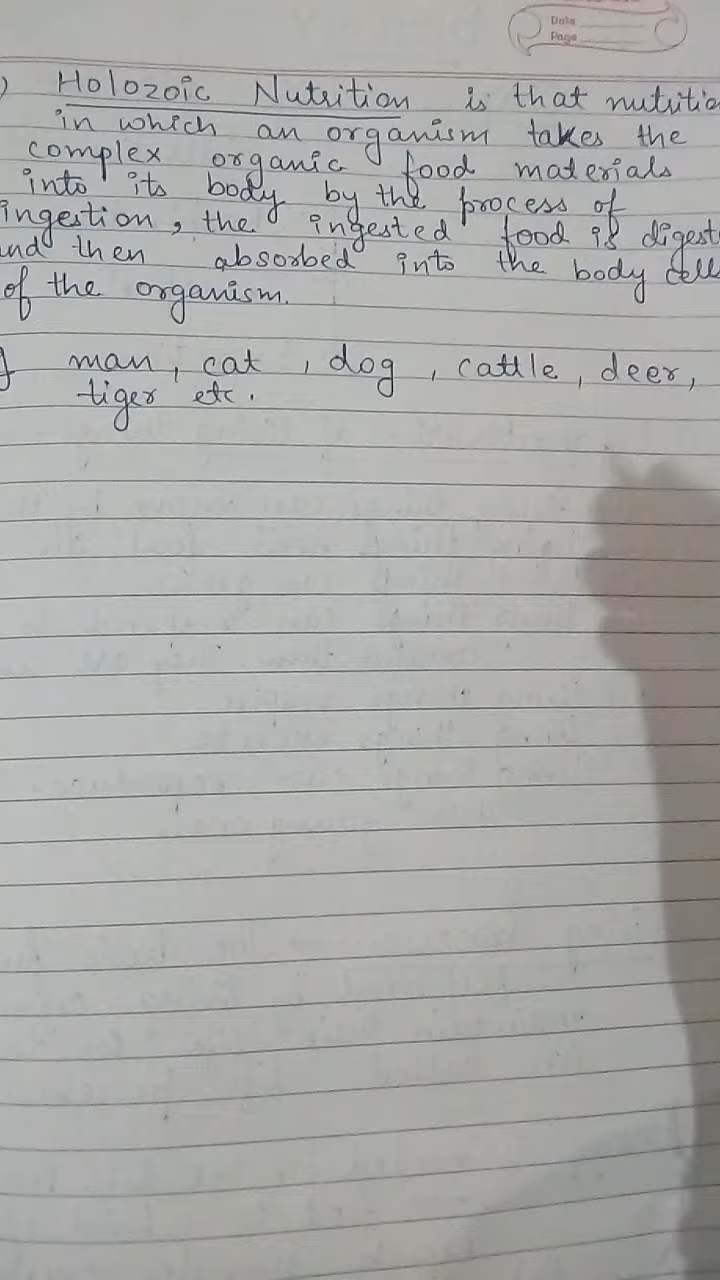 Date
Page
) Holozoic Nutrition is that nutritio
in which an organism takes the
complex organic food materials
into its body by the process of
ingestion, the ingested food is digest
nd then absorbed into the body cell
of the organism.
man, cat, dog, cattle, deer,
tiger etc.